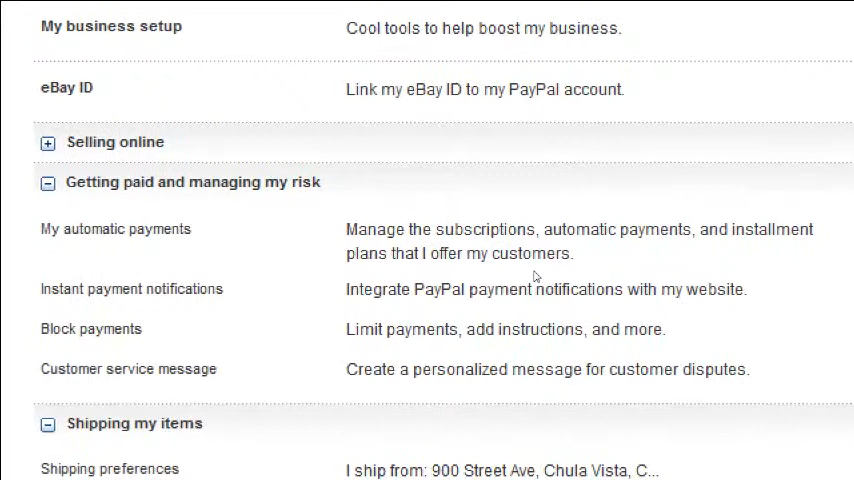 My business setup Cool tools to help boost my business.
eBay ID Link my eBay ID to my PayPal account.
Selling online
Getting paid and managing my risk
My automatic payments Manage the subscriptions, automatic payments, and installment
plans that I offer my customers.
Instant payment notifications Integrate PayPal payment notifications with my website.
Block payments Limit payments, add instructions, and more.
Customer service message Create a personalized message for customer disputes.
Shipping my items
Shipping preferences I ship from: 900 Street Ave, Chula Vista, C...